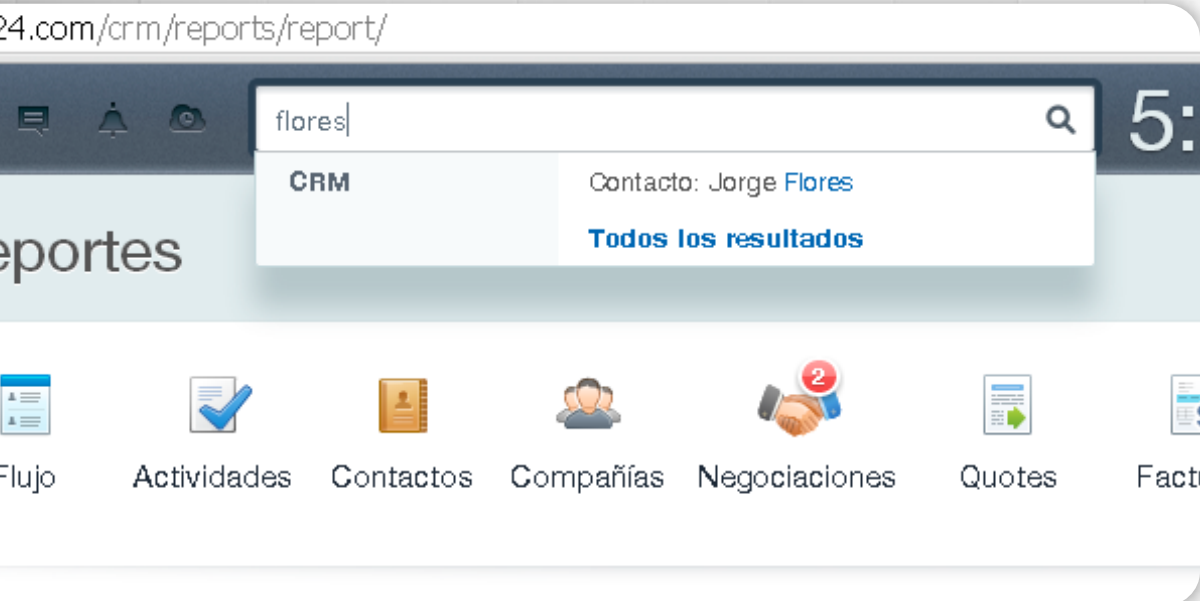 24.com/crm/reports/report/
flores
5:
CRM
Contacto: Jorge Flores
Todos los resultados
eportes
2
Flujo
Actividades
Contactos
Compañías
Negociaciones
Quotes
Fact